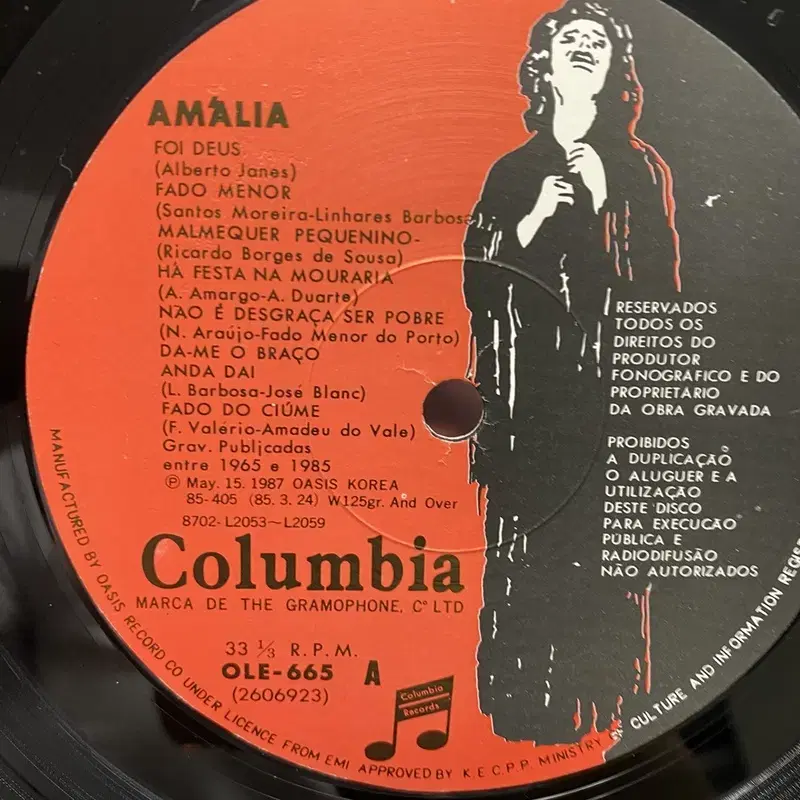 AMÁLIA
FOI DEUS
(Alberto Janes)
FADO MENOR
(Santos Moreira-Linhares Barbosa)
MALMEQUER PEQUENINO-
(Ricardo Borges de Sousa)
HÁ FESTA NA MOURARIA
(A. Amargo-A. Duarte)
NÃO É DESGRAÇA SER POBRE
(N. Araújo-Fado Menor do Porto)
DA-ME O BRAÇO
ANDA DAI
(L. Barbosa-José Blanc)
FADO DO CIÚME
(F. Valério-Amadeu do Vale)
Grav. Publjcadas
entre 1965 e 1985
Ⓟ May. 15. 1987 OASIS KOREA
85-405 (85. 3. 24) W125gr. And Over
8702- L2053~L2059
Columbia
MARCA DE THE GRAMOPHONE, Cº LTD
33 1/3 R. P. M.
OLE-665 A
(2606923)
Columbia
Records
RESERVADOS
TODOS OS
DIREITOS DO
PRODUTOR
FONOGRAFICO E DO
PROPRIETARIO
DA OBRA GRAVADA
PROIBIDOS
A DUPLICAÇÃO
O ALUGUER E A
UTILIZAÇÃO
DESTE DISCO
PARA EXECUCÃO
PUBLICA E
RADIODIFUSÃO
NÃO AUTORIZADOS
MANUFACTURED BY OASIS RECORD CO UNDER LICENCE FROM EMI APPROVED BY K.E.C.P.P. MINISTRY CULTURE AND INFORMATION